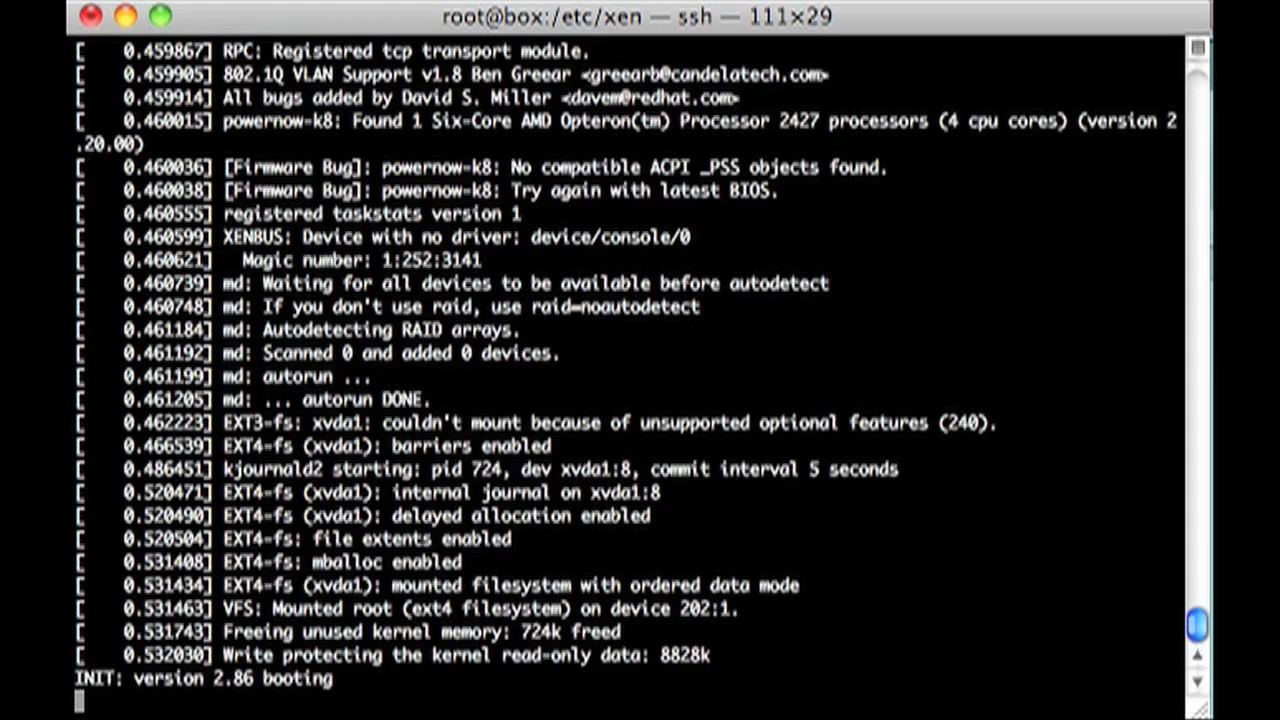 root@box:/etc/xen — ssh — 111×29
[    0.459867] RPC: Registered tcp transport module.
[    0.459905] 802.1Q VLAN Support v1.8 Ben Greear <greearb@candelatech.com>
[    0.459914] All bugs added by David S. Miller <davem@redhat.com>
[    0.460015] powernow-k8: Found 1 Six-Core AMD Opteron(tm) Processor 2427 processors (4 cpu cores) (version 2
.20.00)
[    0.460036] [Firmware Bug]: powernow-k8: No compatible ACPI _PSS objects found.
[    0.460038] [Firmware Bug]: powernow-k8: Try again with latest BIOS.
[    0.460555] registered taskstats version 1
[    0.460599] XENBUS: Device with no driver: device/console/0
[    0.460621]   Magic number: 1:252:3141
[    0.460739] md: Waiting for all devices to be available before autodetect
[    0.460748] md: If you don't use raid, use raid=noautodetect
[    0.461184] md: Autodetecting RAID arrays.
[    0.461192] md: Scanned 0 and added 0 devices.
[    0.461199] md: autorun ...
[    0.461205] md: ... autorun DONE.
[    0.462223] EXT3-fs: xvda1: couldn't mount because of unsupported optional features (240).
[    0.466539] EXT4-fs (xvda1): barriers enabled
[    0.486451] kjournald2 starting: pid 724, dev xvda1:8, commit interval 5 seconds
[    0.520471] EXT4-fs (xvda1): internal journal on xvda1:8
[    0.520490] EXT4-fs (xvda1): delayed allocation enabled
[    0.520504] EXT4-fs: file extents enabled
[    0.531408] EXT4-fs: mballoc enabled
[    0.531434] EXT4-fs (xvda1): mounted filesystem with ordered data mode
[    0.531463] VFS: Mounted root (ext4 filesystem) on device 202:1.
[    0.531743] Freeing unused kernel memory: 724k freed
[    0.532030] Write protecting the kernel read-only data: 8828k
INIT: version 2.86 booting